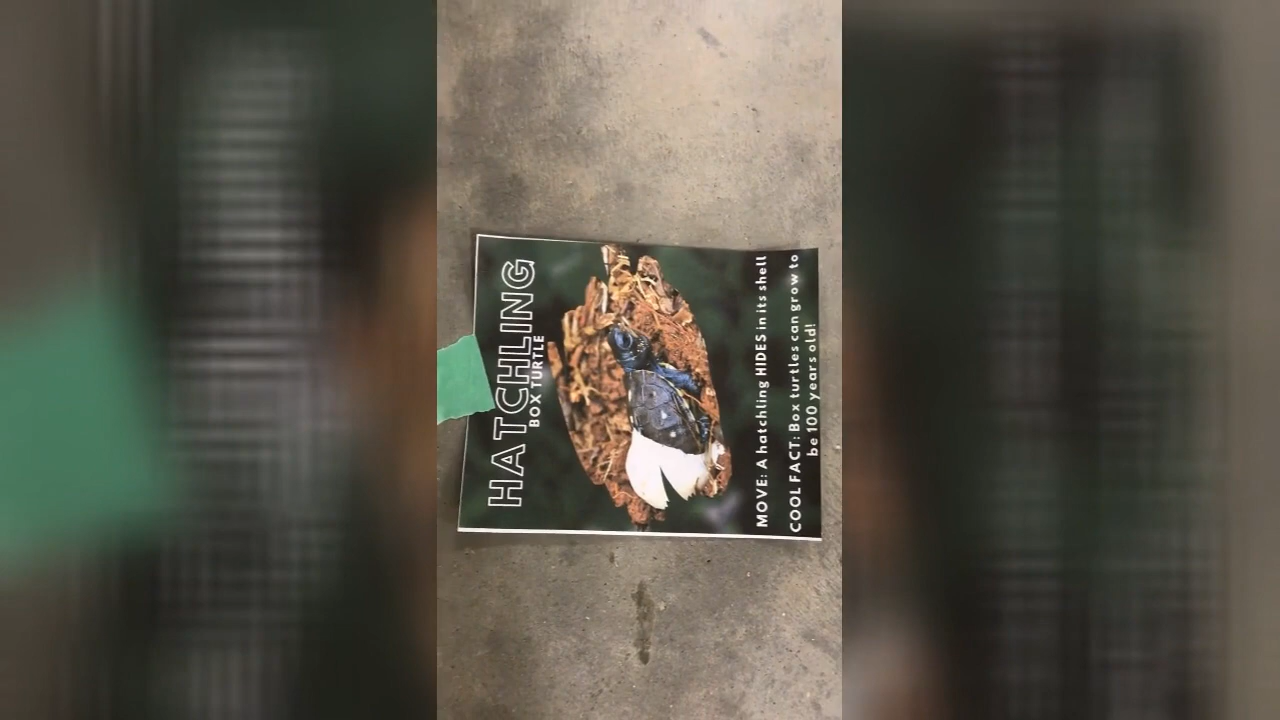 HATCHLING
BOX TURTLE
MOVE: A hatchling HIDES in its shell
COOL FACT: Box turtles can grow to
be 100 years old!